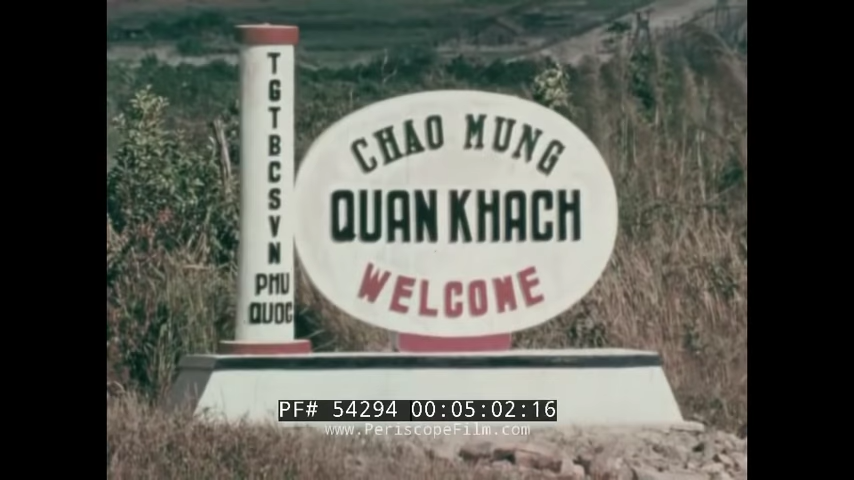 TGTBCSVN
PHU
QUOC
CHAO MUNG
QUAN KHACH
WELCOME
PF# 54294 00:05:02:16
www.PeriscopeFilm.com